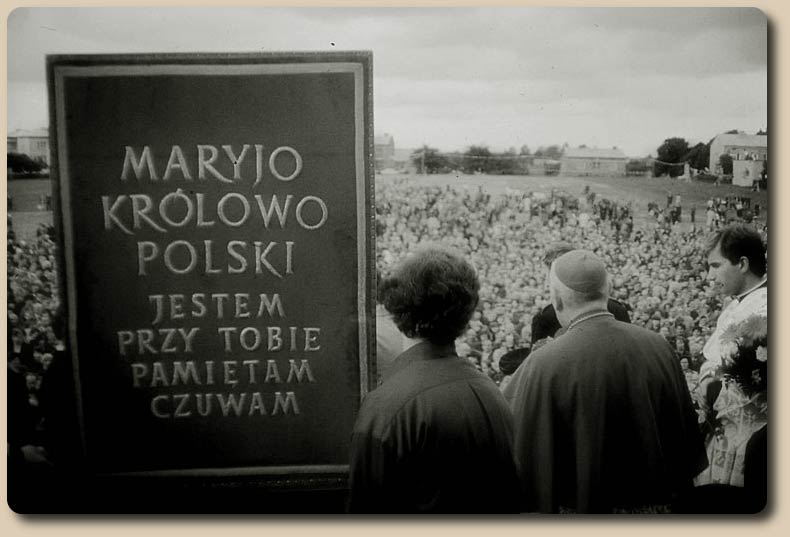 MARYJO
KRÓLOWO
POLSKI
JESTEM
PRZY TOBIE
PAMIĘTAM
CZUWAM